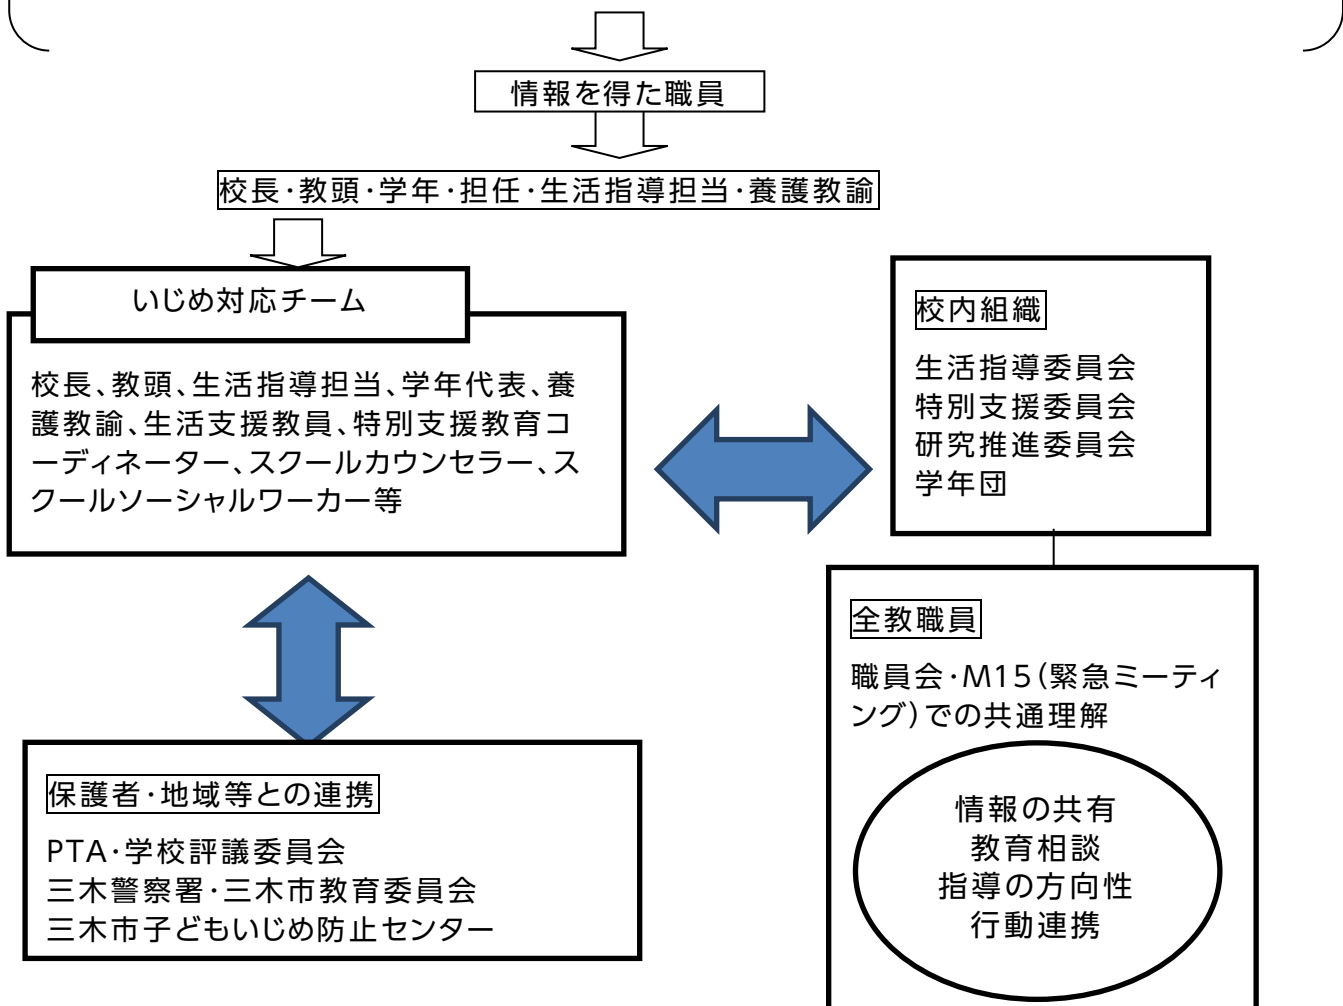 情報を得た職員
校長・教頭・学年・担任・生活指導担当・養護教諭
いじめ対応チーム
校長、教頭、生活指導担当、学年代表、養
護教諭、生活支援教員、特別支援教育コ
ーディネーター、スクールカウンセラー、ス
クールソーシャルワーカー等
校内組織
生活指導委員会
特別支援委員会
研究推進委員会
学年団
全教職員
職員会・M15(緊急ミーティ
ング)での共通理解
情報の共有
教育相談
指導の方向性
行動連携
保護者・地域等との連携
PTA・学校評議委員会
三木警察署・三木市教育委員会
三木市子どもいじめ防止センター